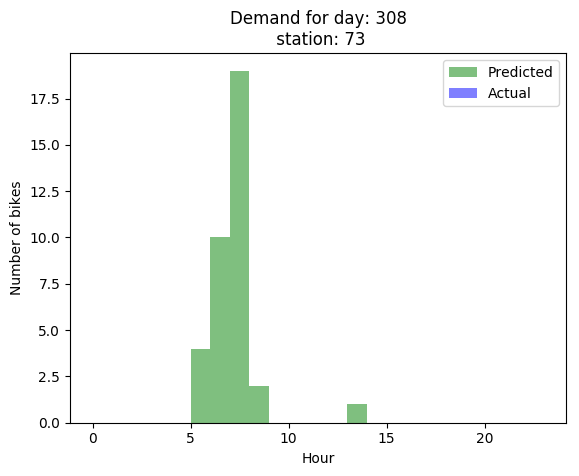 Demand for day: 308
station: 73
Predicted
Actual
17.5
15.0
12.5
10.0
7.5
5.0
2.5
0.0
Number of bikes
0 5 10 15 20
Hour